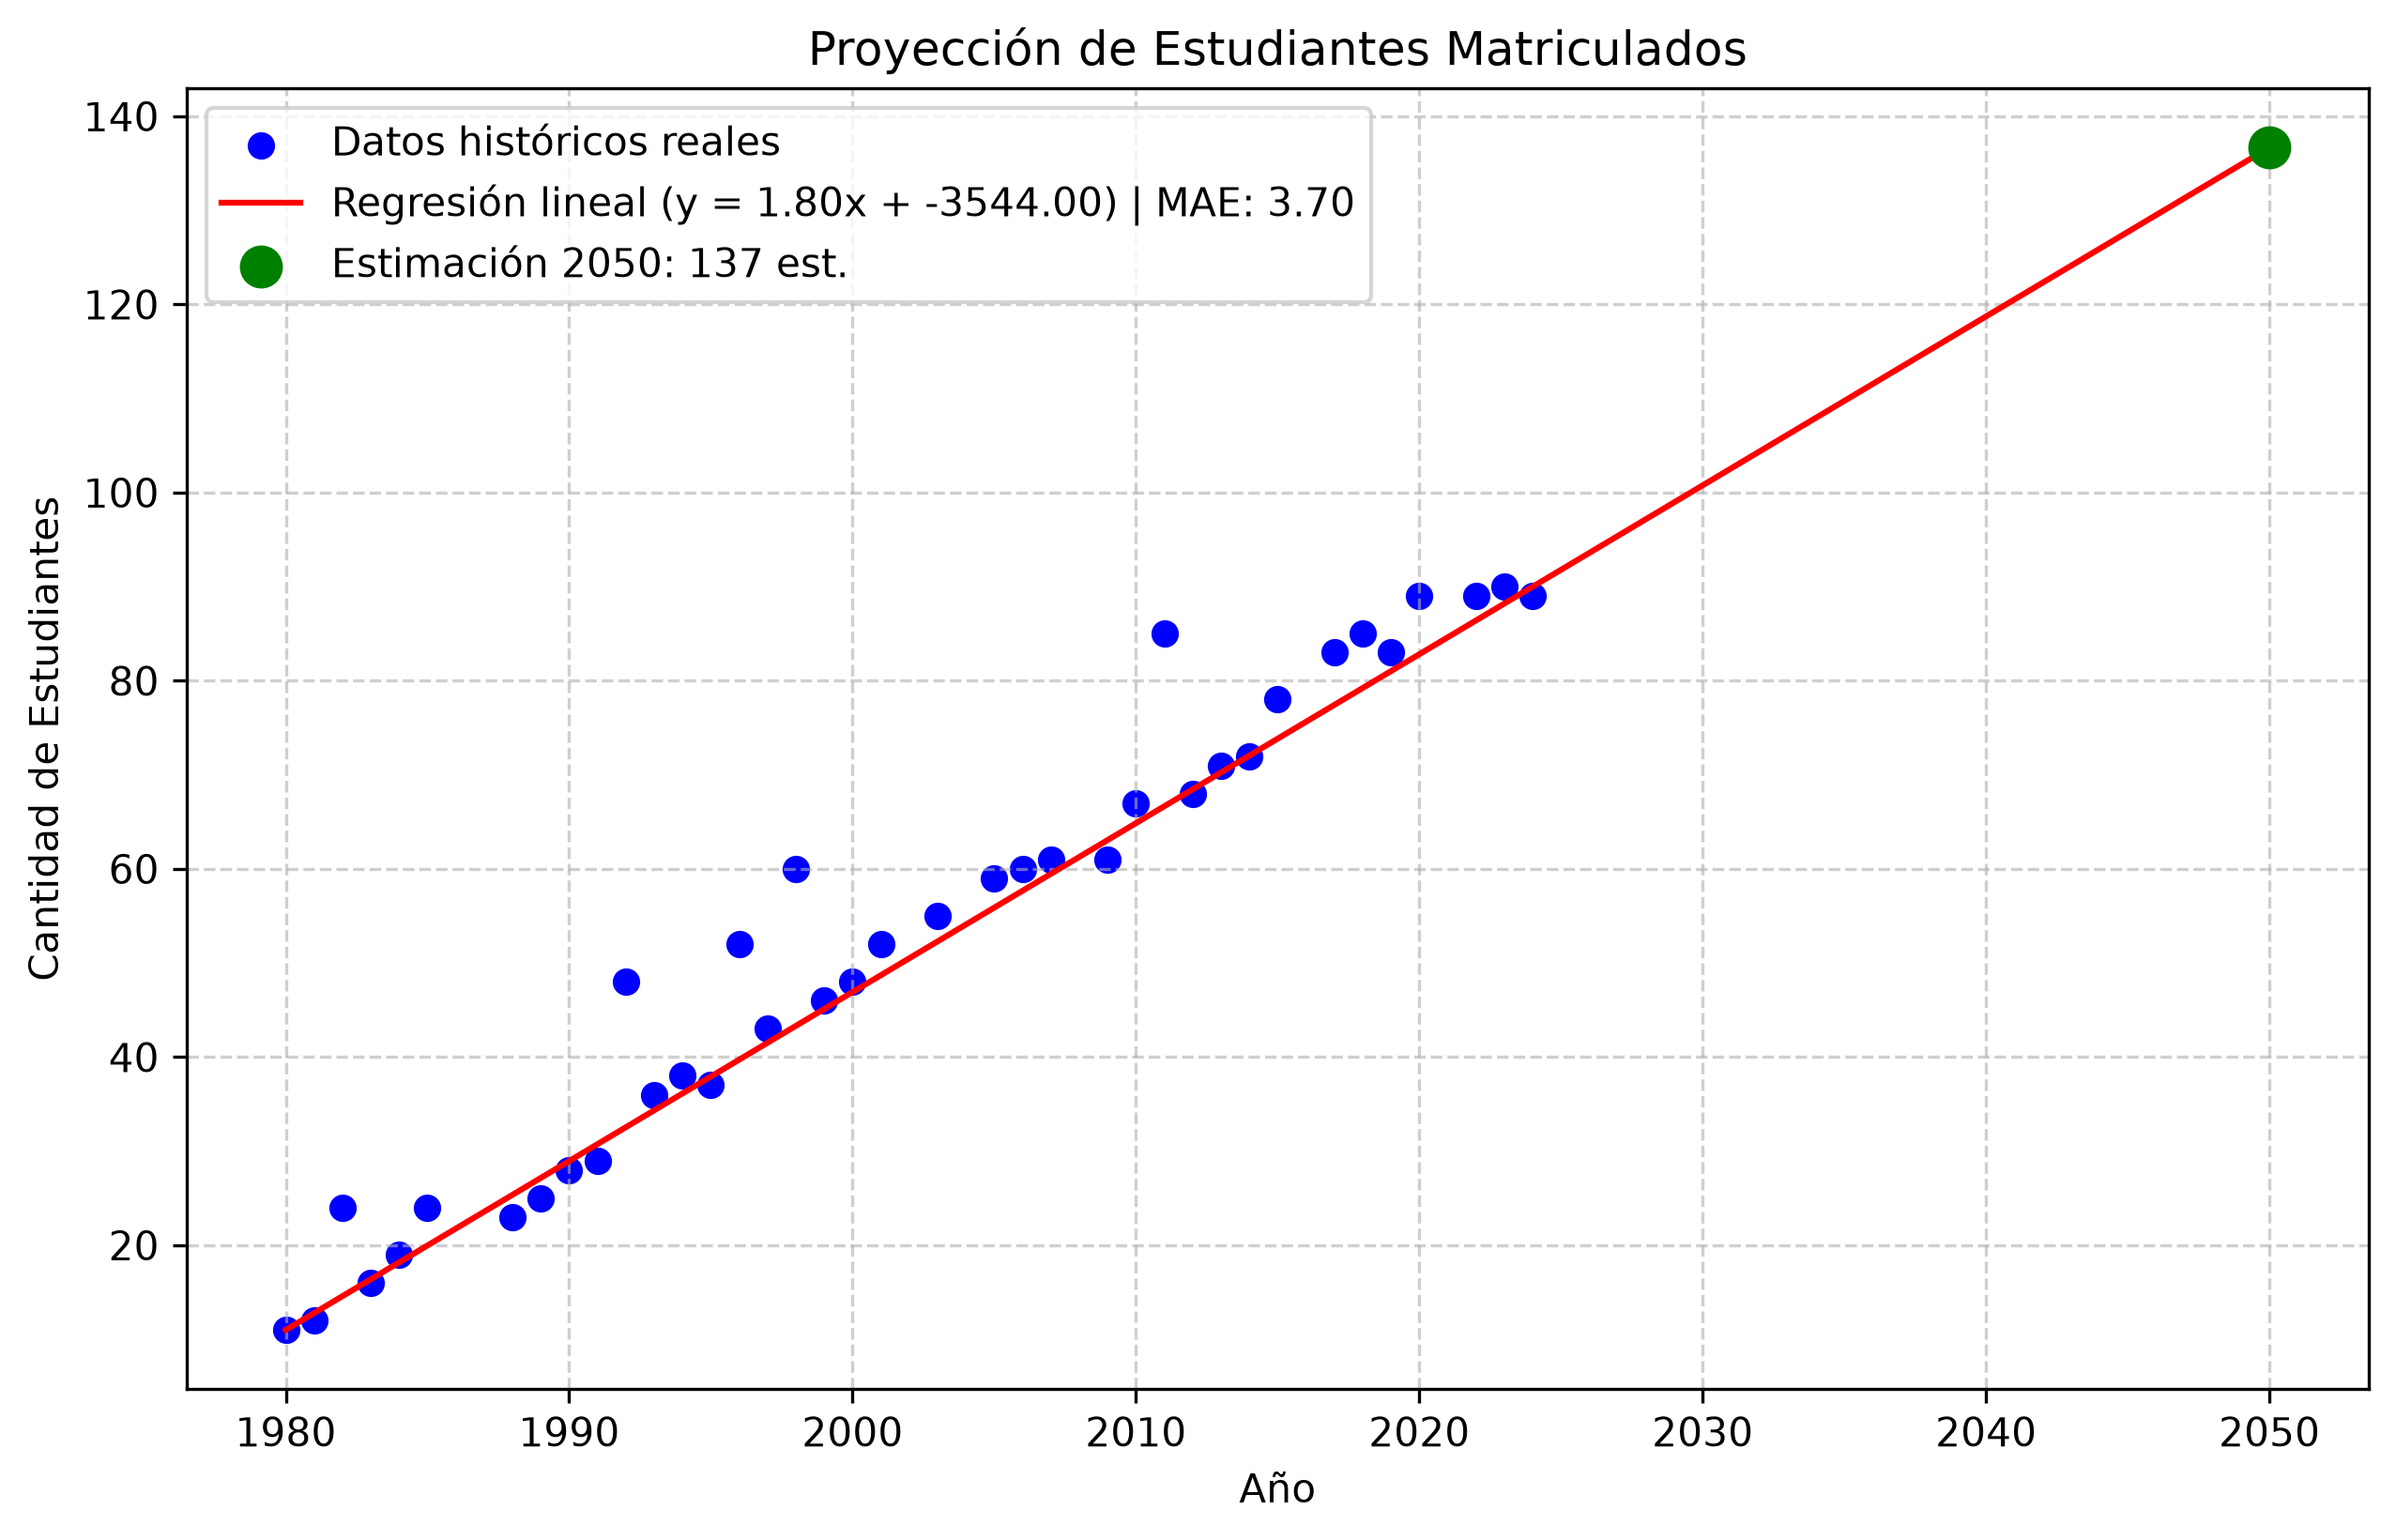 Proyección de Estudiantes Matriculados
Datos históricos reales
Regresión lineal (y = 1.80x + -3544.00) | MAE: 3.70
Estimación 2050: 137 est.
140
120
100
80
60
40
20
Cantidad de Estudiantes
1980 1990 2000 2010 2020 2030 2040 2050
Año